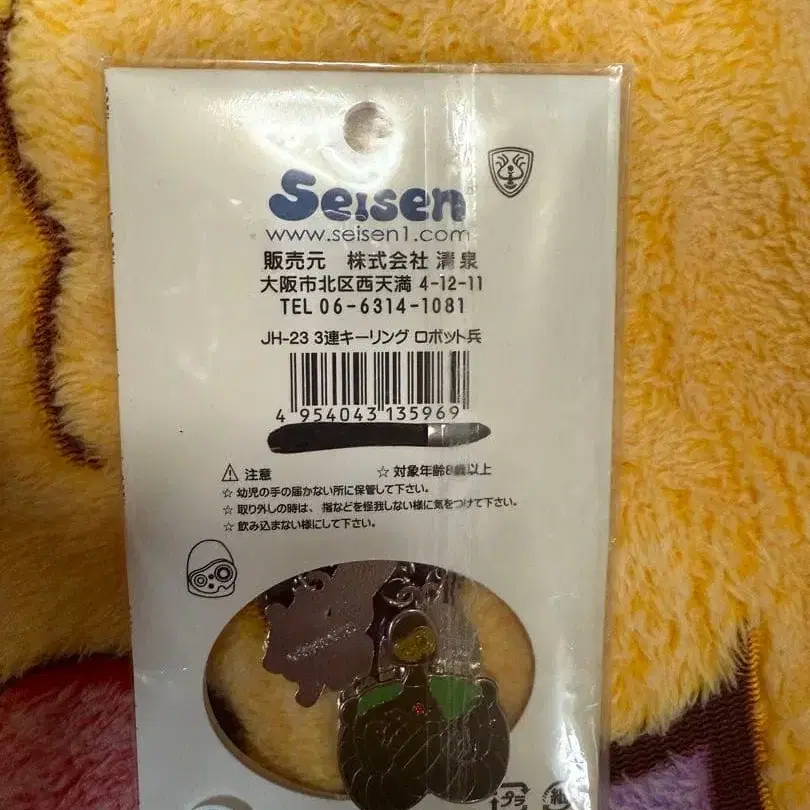 Seisen
www.seisen1.com
販売元 株式会社 清泉
大阪市北区西天満 4-12-11
TEL 06-6314-1081
JH-23 3連キーリング ロボット兵
4 954043 135969
⚠ 注意 ☆ 対象年齢8歳以上
☆ 幼児の手の届かない所に保管して下さい。
☆ 取り外しの時は、指などを怪我しない様に気をつけて下さい。
☆ 飲み込まない様にして下さい。
プラ
紙